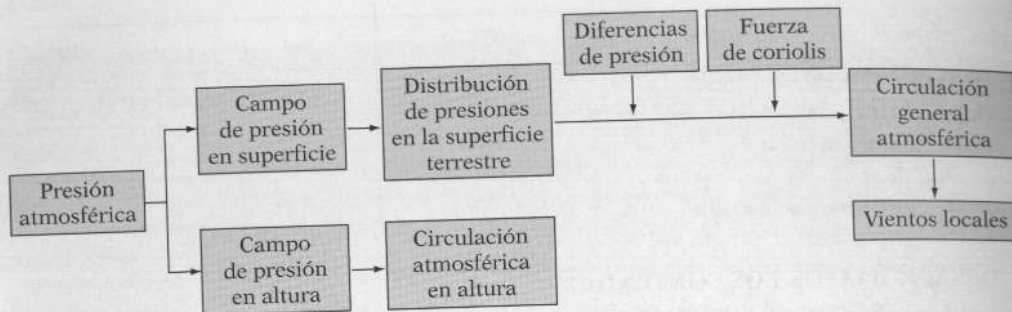 Diferencias
de presión
Fuerza
de coriolis
Campo
de presión
en superficie
Distribución
de presiones
en la superficie
terrestre
Circulación
general
atmosférica
Presión
atmosférica
Vientos locales
Campo
de presión
en altura
Circulación
atmosférica
en altura